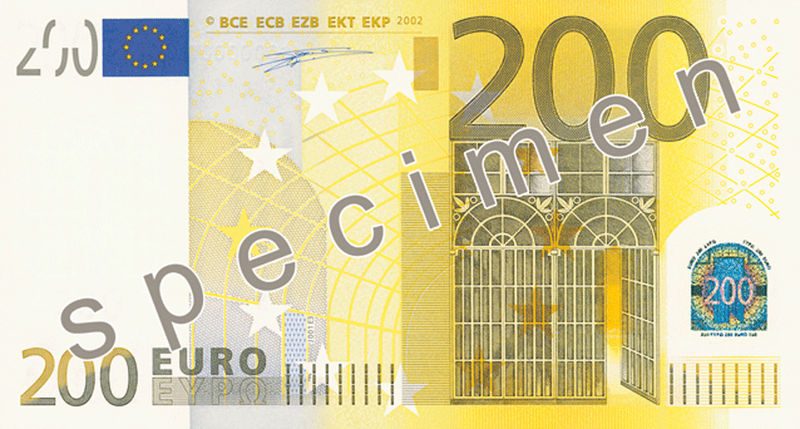 © BCE ECB EZB EKT EKP 2002
200
200
specimen
200
200 EURO
ΕΥΡΩ